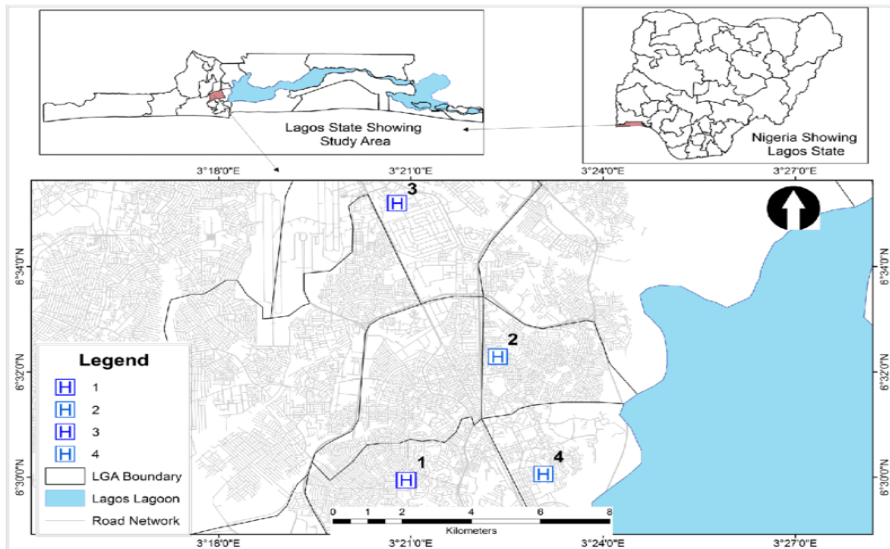 Lagos State Showing
Study Area
Nigeria Showing
Lagos State
3°18'0"E
3°21'0"E
3°24'0"E
3°27'0"E
6°34'0"N
6°32'0"N
6°30'0"N
6°34'0"N
6°32'0"N
6°30'0"N
3
2
1
4
Legend
H 1
H 2
H 3
H 4
LGA Boundary
Lagos Lagoon
Road Network
H
H
H
H
0 1 2 4 6 8
Kilometers
3°18'0"E
3°21'0"E
3°24'0"E
3°27'0"E